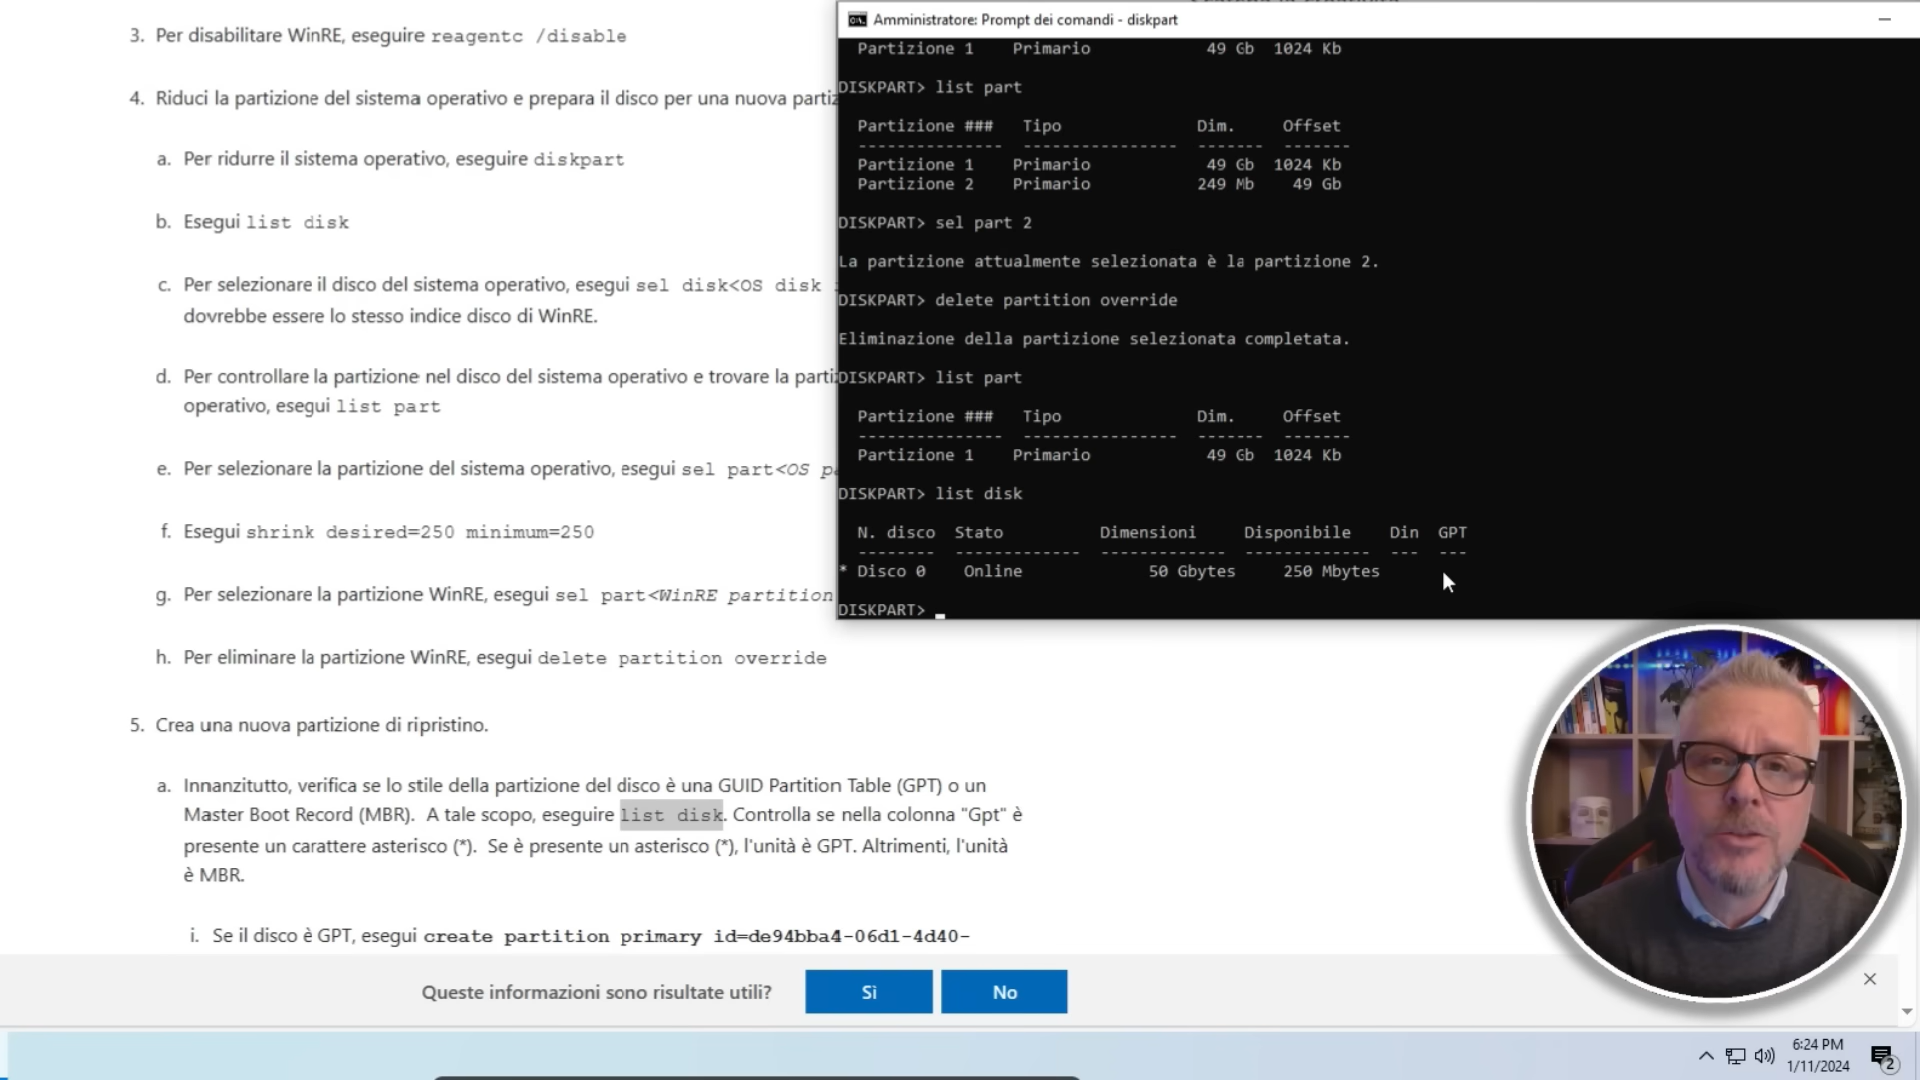 3. Per disabilitare WinRE, eseguire reagentc /disable
4. Riduci la partizione del sistema operativo e prepara il disco per una nuova partiz
a. Per ridurre il sistema operativo, eseguire diskpart
b. Esegui list disk
c. Per selezionare il disco del sistema operativo, esegui sel disk<OS disk
dovrebbe essere lo stesso indice disco di WinRE.
d. Per controllare la partizione nel disco del sistema operativo e trovare la parti
operativo, esegui list part
e. Per selezionare la partizione del sistema operativo, esegui sel part<OS pa
f. Esegui shrink desired=250 minimum=250
g. Per selezionare la partizione WinRE, esegui sel part<WinRE partition
h. Per eliminare la partizione WinRE, esegui delete partition override
5. Crea una nuova partizione di ripristino.
a. Innanzitutto, verifica se lo stile della partizione del disco è una GUID Partition Table (GPT) o un
Master Boot Record (MBR). A tale scopo, eseguire list disk. Controlla se nella colonna "Gpt" è
presente un carattere asterisco (*). Se è presente un asterisco (*), l'unità è GPT. Altrimenti, l'unità
è MBR.
i. Se il disco è GPT, esegui create partition primary id=de94bba4-06d1-4d40-
Queste informazioni sono risultate utili? Sì No
Amministratore: Prompt dei comandi - diskpart
Partizione 1 Primario 49 Gb 1024 Kb
DISKPART> list part
Partizione ### Tipo Dim. Offset
--------------- ---------------- ------- -------
Partizione 1 Primario 49 Gb 1024 Kb
Partizione 2 Primario 249 Mb 49 Gb
DISKPART> sel part 2
La partizione attualmente selezionata è la partizione 2.
DISKPART> delete partition override
Eliminazione della partizione selezionata completata.
DISKPART> list part
Partizione ### Tipo Dim. Offset
--------------- ---------------- ------- -------
Partizione 1 Primario 49 Gb 1024 Kb
DISKPART> list disk
N. disco Stato Dimensioni Disponibile Din GPT
-------- ------------- ------------- ------------- --- ---
* Disco 0 Online 50 Gbytes 250 Mbytes
DISKPART>
6:24 PM
1/11/2024
2